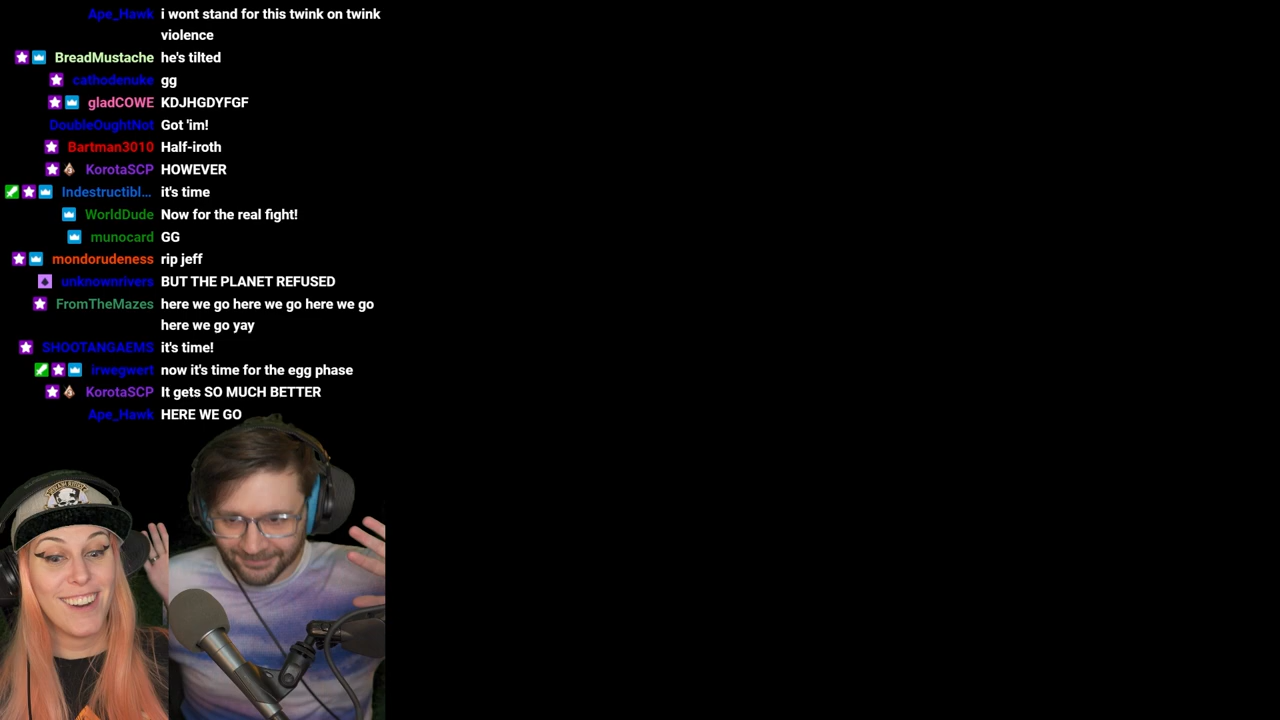 Ape_Hawk i wont stand for this twink on twink
violence
BreadMustache he's tilted
cathodenuke gg
gladCOWE KDJHGDYFGF
DoubleOughtNot Got 'im!
Bartman3010 Half-iroth
KorotaSCP HOWEVER
Indestructibl... it's time
WorldDude Now for the real fight!
munocard GG
mondorudeness rip jeff
unknownrivers BUT THE PLANET REFUSED
FromTheMazes here we go here we go here we go
here we go yay
SHOOTANGAEMS it's time!
irwegwert now it's time for the egg phase
KorotaSCP It gets SO MUCH BETTER
Ape_Hawk HERE WE GO